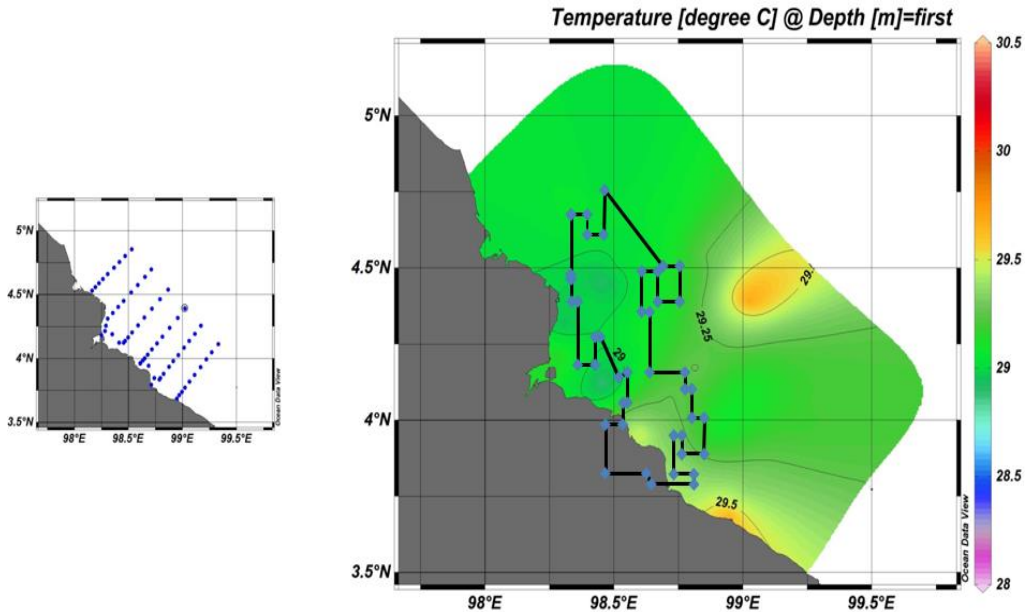 Temperature [degree C] @ Depth [m]=first
5°N
4.5°N
4°N
3.5°N
98°E
98.5°E
99°E
99.5°E
Ocean Data View
5°N
4.5°N
4°N
3.5°N
98°E
98.5°E
99°E
99.5°E
29
29.25
29.
29.5
Ocean Data View
30.5
30
29.5
29
28.5
28